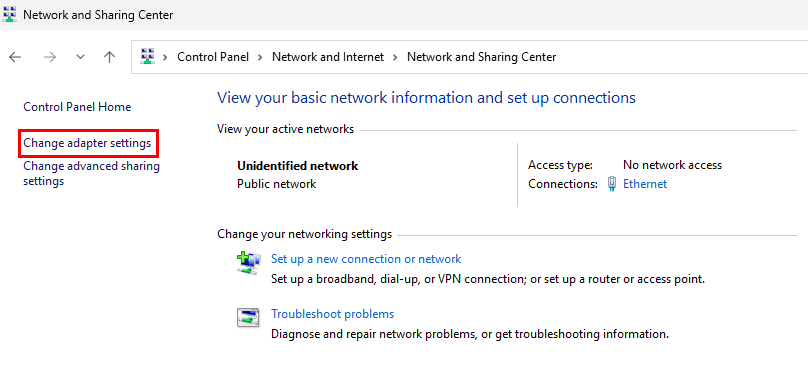 Network and Sharing Center
Control Panel > Network and Internet > Network and Sharing Center
Control Panel Home
Change adapter settings
Change advanced sharing
settings
View your basic network information and set up connections
View your active networks
Unidentified network
Public network
Access type: No network access
Connections: Ethernet
Change your networking settings
Set up a new connection or network
Set up a broadband, dial-up, or VPN connection; or set up a router or access point.
Troubleshoot problems
Diagnose and repair network problems, or get troubleshooting information.